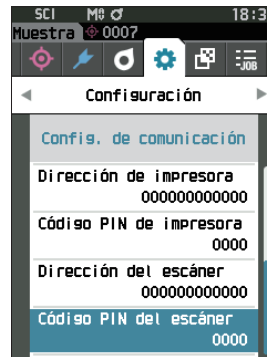 SCI M0 18:3
Muestra 0007
JOB
Configuración
Config. de comunicación
Dirección de impresora
000000000000
Código PIN de impresora
0000
Dirección del escáner
000000000000
Código PIN del escáner
0000